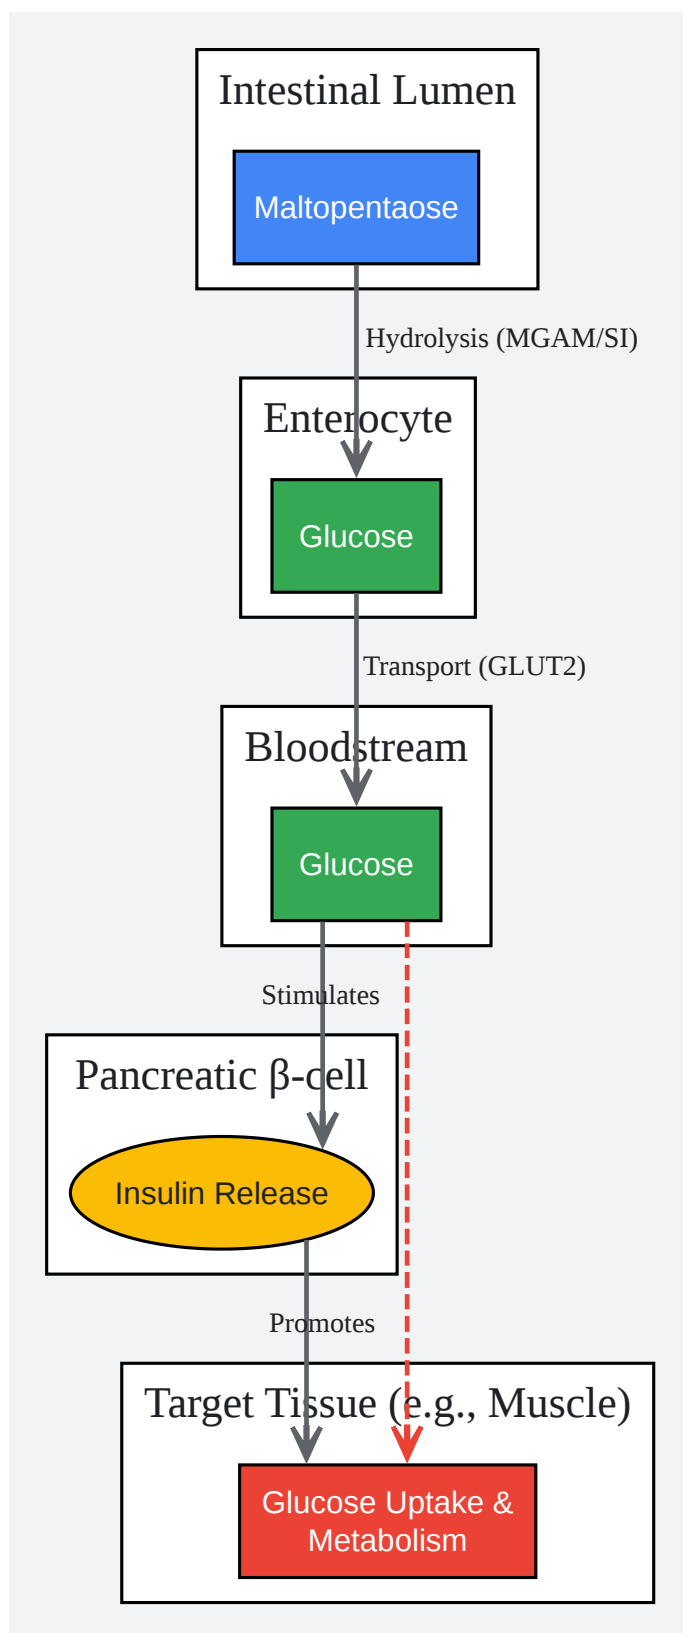 Intestinal Lumen
Maltopentaose
Hydrolysis (MGAM/SI)
Enterocyte
Glucose
Transport (GLUT2)
Bloodstream
Glucose
Stimulates
Pancreatic β-cell
Insulin Release
Promotes
Target Tissue (e.g., Muscle)
Glucose Uptake &
Metabolism